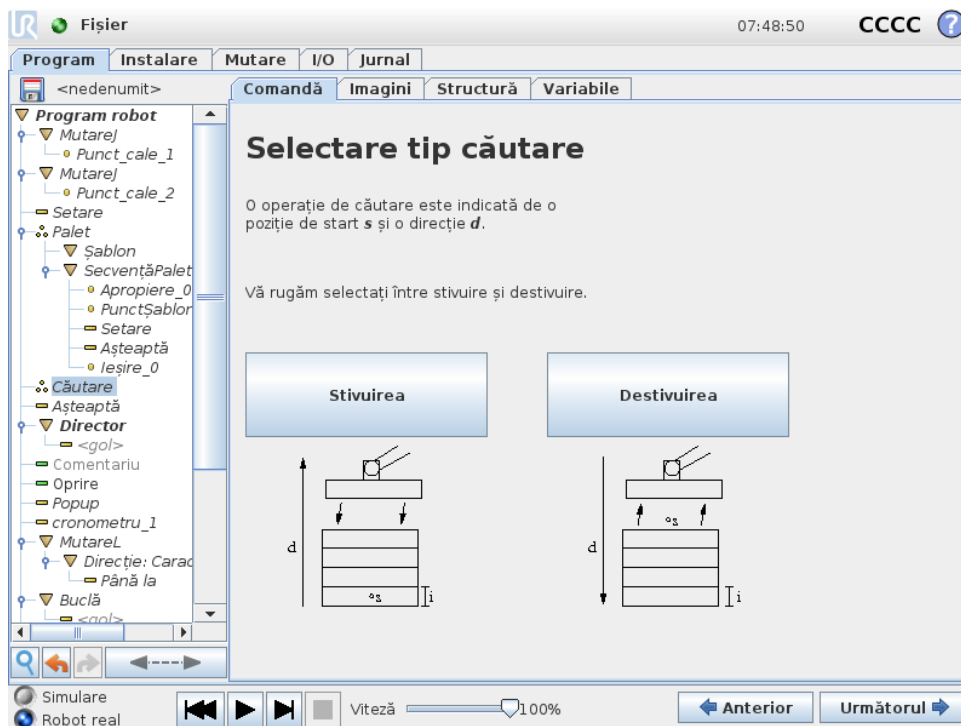 UR
Fișier
07:48:50
CCCC
?
Program
Instalare
Mutare
I/O
Jurnal
<nedenumit>
Comandă
Imagini
Structură
Variabile
Program robot
MutareJ
Punct_cale_1
MutareJ
Punct_cale_2
Setare
Palet
Șablon
SecvențăPalet
Apropiere_0
PunctȘablon
Setare
Așteaptă
Ieșire_0
Căutare
Așteaptă
Director
<gol>
Comentariu
Oprire
Popup
cronometru_1
MutareL
Direcție: Carac
Până la
Buclă
<gol>
Selectare tip căutare
O operație de căutare este indicată de o
poziție de start s și o direcție d.
Vă rugăm selectați între stivuire și destivuire.
Stivuirea
Destivuirea
d
s
i
d
s
i
Simulare
Robot real
Viteză
100%
Anterior
Următorul